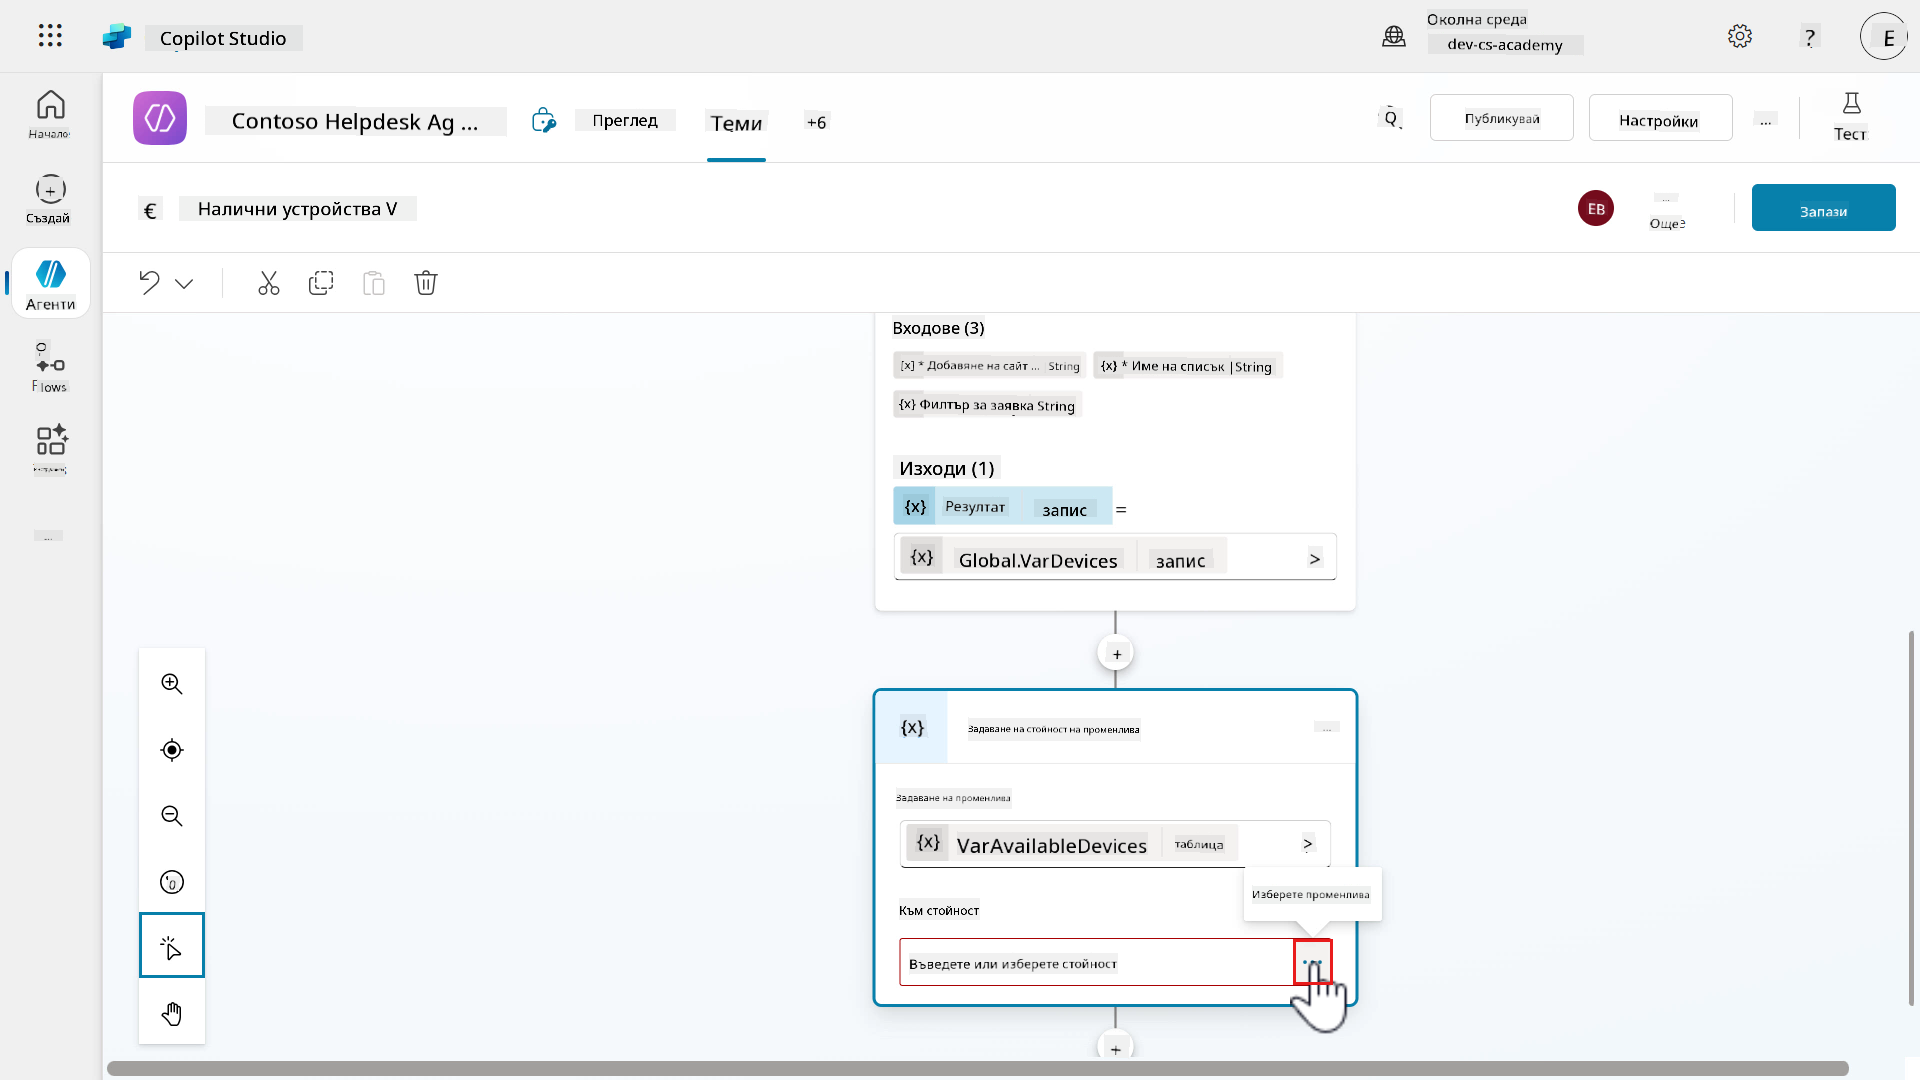 Copilot Studio
Околна среда
dev-cs-academy
?
E
Начало
Създай
Агенти
Flows
...
Contoso Helpdesk Ag ...
Преглед
Теми
+6
Публикувай
Настройки
...
Тест
€
Налични устройства V
EB
...
Още
Запази
Входове (3)
[x] * Добавяне на сайт ... String
{x} * Име на списък |String
{x} Филтър за заявка String
Изходи (1)
{x} Резултат запис =
{x} Global.VarDevices запис >
+
{x} Задаване на стойност на променлива ...
Задаване на променлива
{x} VarAvailableDevices таблица >
Изберете променлива
Към стойност
Въведете или изберете стойност ...
+